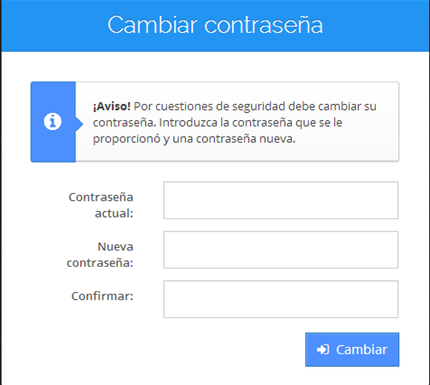 Cambiar contraseña
¡Aviso! Por cuestiones de seguridad debe cambiar su
contraseña. Introduzca la contraseña que se le
proporcionó y una contraseña nueva.
Contraseña
actual:
Nueva
contraseña:
Confirmar:
Cambiar